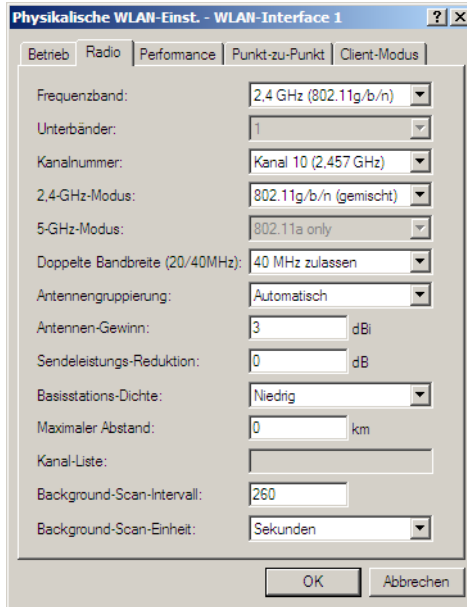 Physikalische WLAN-Einst. - WLAN-Interface 1
Betrieb Radio Performance Punkt-zu-Punkt Client-Modus
Frequenzband: 2,4 GHz (802.11g/b/n)
Unterbänder: 1
Kanalnummer: Kanal 10 (2,457 GHz)
2,4-GHz-Modus: 802.11g/b/n (gemischt)
5-GHz-Modus: 802.11a only
Doppelte Bandbreite (20/40MHz): 40 MHz zulassen
Antennengruppierung: Automatisch
Antennen-Gewinn: 3 dBi
Sendeleistungs-Reduktion: 0 dB
Basisstations-Dichte: Niedrig
Maximaler Abstand: 0 km
Kanal-Liste:
Background-Scan-Intervall: 260
Background-Scan-Einheit: Sekunden
OK Abbrechen